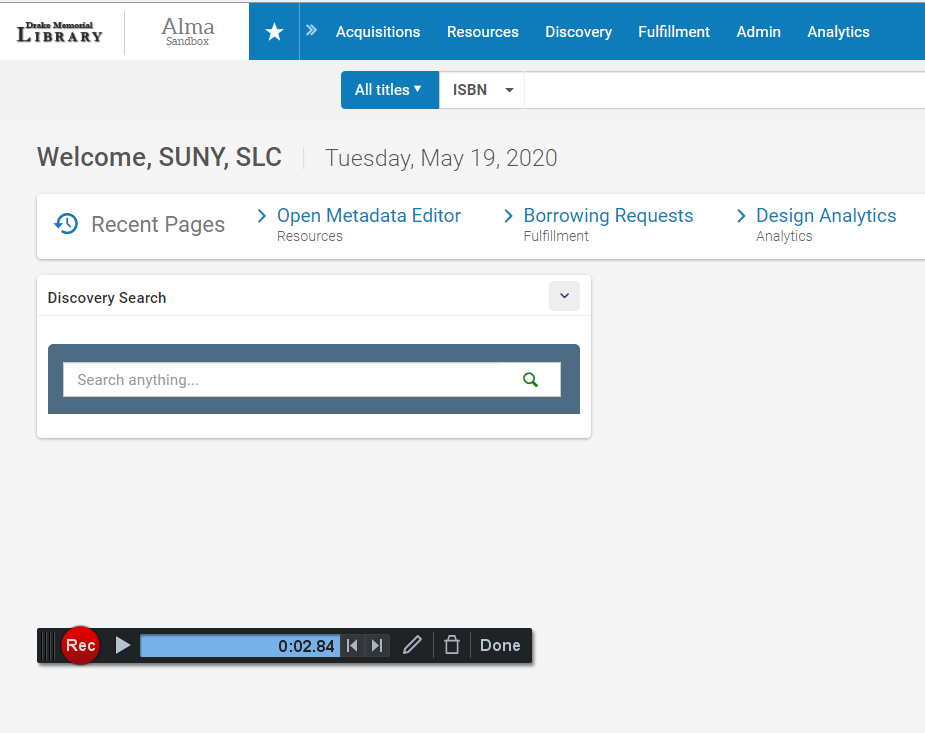 Drake Memorial
LIBRARY
Alma
Sandbox
Acquisitions Resources Discovery Fulfillment Admin Analytics
All titles ISBN
Welcome, SUNY, SLC Tuesday, May 19, 2020
Recent Pages
Open Metadata Editor
Resources
Borrowing Requests
Fulfillment
Design Analytics
Analytics
Discovery Search
Search anything...
Rec 0:02.84 Done